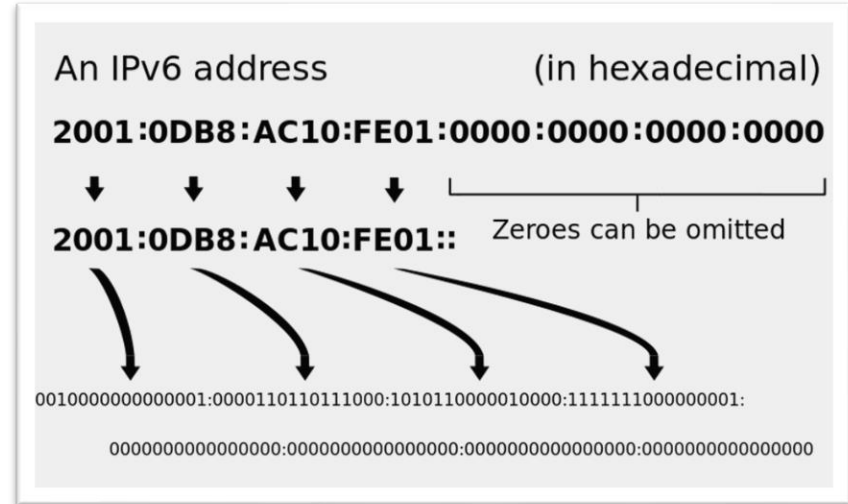 An IPv6 address (in hexadecimal)
2001:0DB8:AC10:FE01:0000:0000:0000:0000
2001:0DB8:AC10:FE01::
Zeroes can be omitted
0010000000000001:0000110110111000:1010110000010000:1111111000000001:
0000000000000000:0000000000000000:0000000000000000:0000000000000000